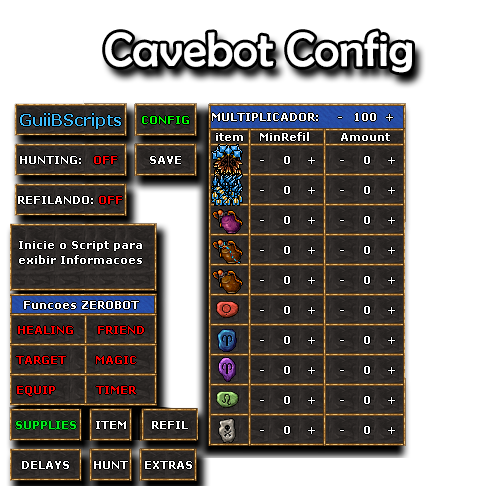 Cavebot Config
GuiiBScripts
CONFIG
HUNTING: OFF
SAVE
REFILANDO: OFF
Inicie o Script para
exibir Informacoes
Funcoes ZEROBOT
HEALING FRIEND
TARGET MAGIC
EQUIP TIMER
SUPPLIES ITEM REFIL
DELAYS HUNT EXTRAS
MULTIPLICADOR: - 100 +
item MinRefil Amount
- 0 + - 0 +
- 0 + - 0 +
- 0 + - 0 +
- 0 + - 0 +
- 0 + - 0 +
- 0 + - 0 +
- 0 + - 0 +
- 0 + - 0 +
- 0 + - 0 +
- 0 + - 0 +